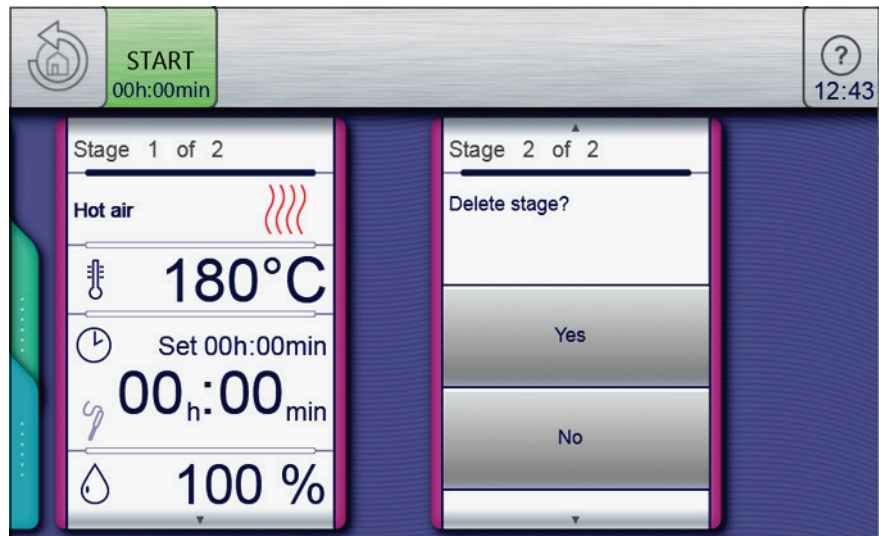 START
00h:00min
?
12:43
Stage 1 of 2
Hot air
180°C
Set 00h:00min
00h:00min
100 %
Stage 2 of 2
Delete stage?
Yes
No